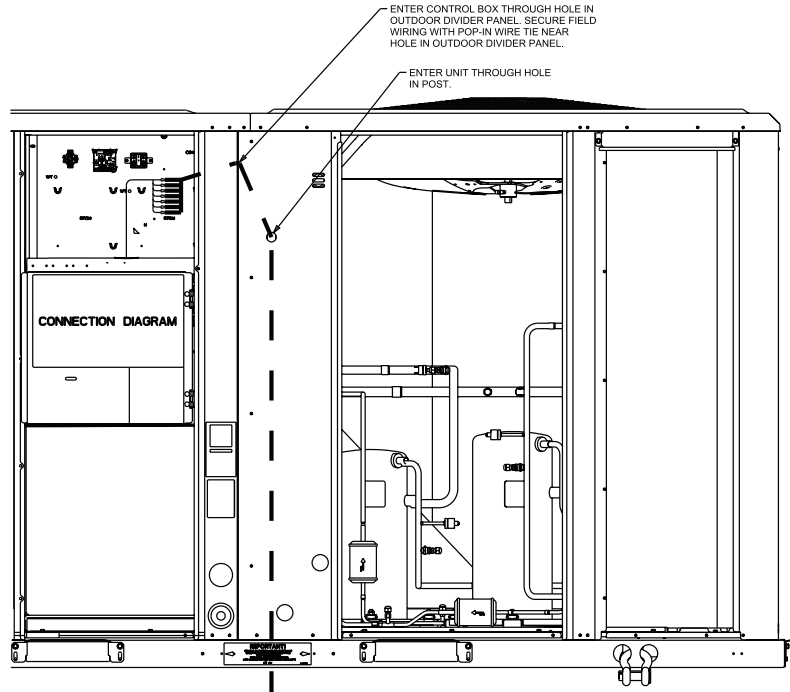 ENTER CONTROL BOX THROUGH HOLE IN
OUTDOOR DIVIDER PANEL. SECURE FIELD
WIRING WITH POP-IN WIRE TIE NEAR
HOLE IN OUTDOOR DIVIDER PANEL.
ENTER UNIT THROUGH HOLE
IN POST.
CONNECTION DIAGRAM
IMPORTANT!